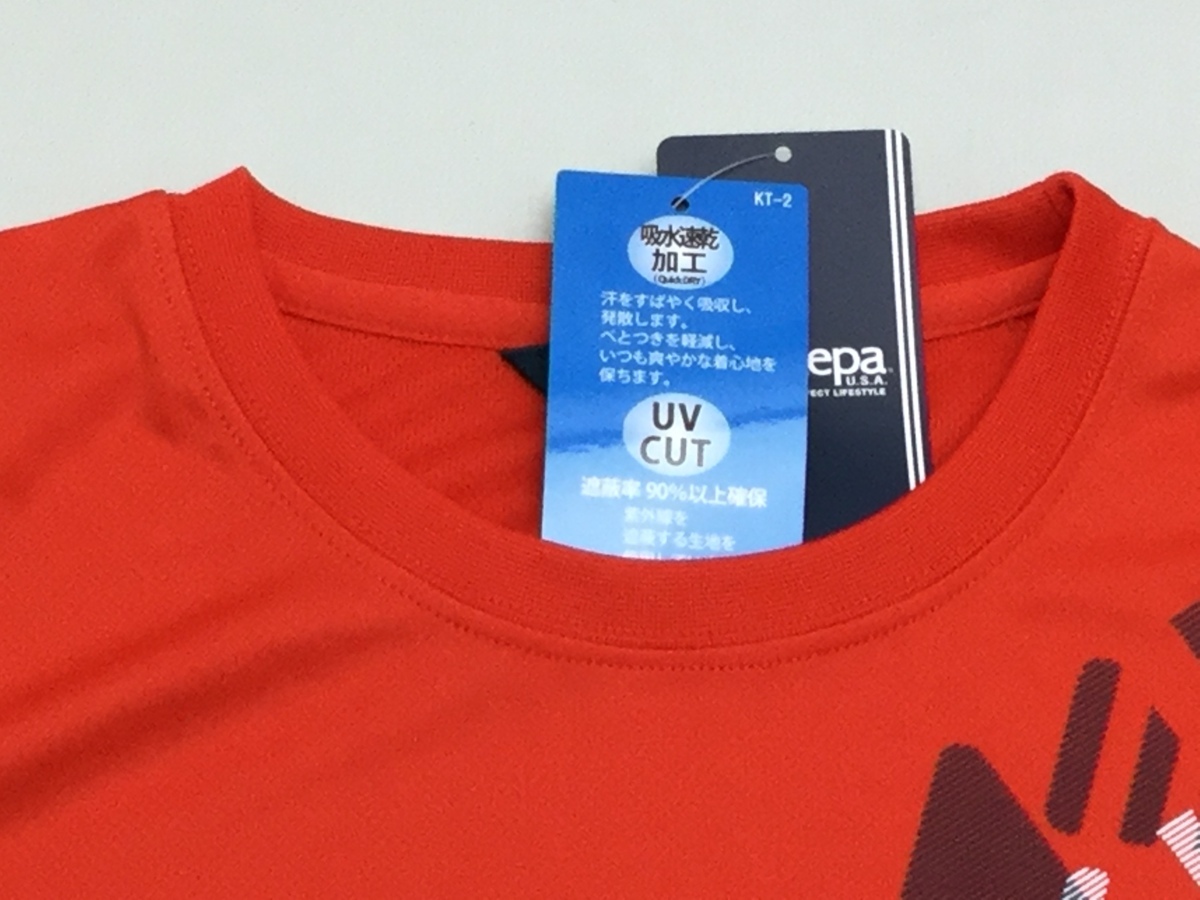 KT-2
吸水速乾
加工
(Quick DRY)
汗をすばやく吸収し、
発散します。
べとつきを軽減し、
いつも爽やかな着心地を
保ちます。
UV
CUT
遮蔽率 90%以上確保
紫外線を
遮蔽する生地を
epa
U.S.A.
ECT LIFESTYLE